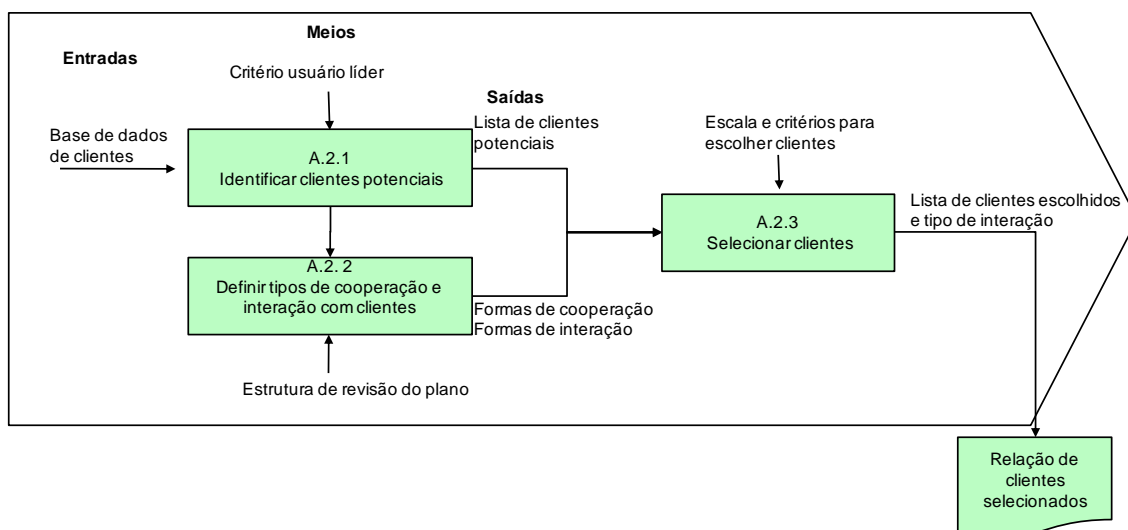 Meios
Entradas
Critério usuário líder
Saídas
Base de dados
de clientes
Lista de clientes
potenciais
Escala e critérios para
escolher clientes
A.2.1
Identificar clientes potenciais
A.2.3
Selecionar clientes
Lista de clientes escolhidos
e tipo de interação
A.2. 2
Definir tipos de cooperação e
interação com clientes
Formas de cooperação
Formas de interação
Estrutura de revisão do plano
Relação de
clientes
selecionados